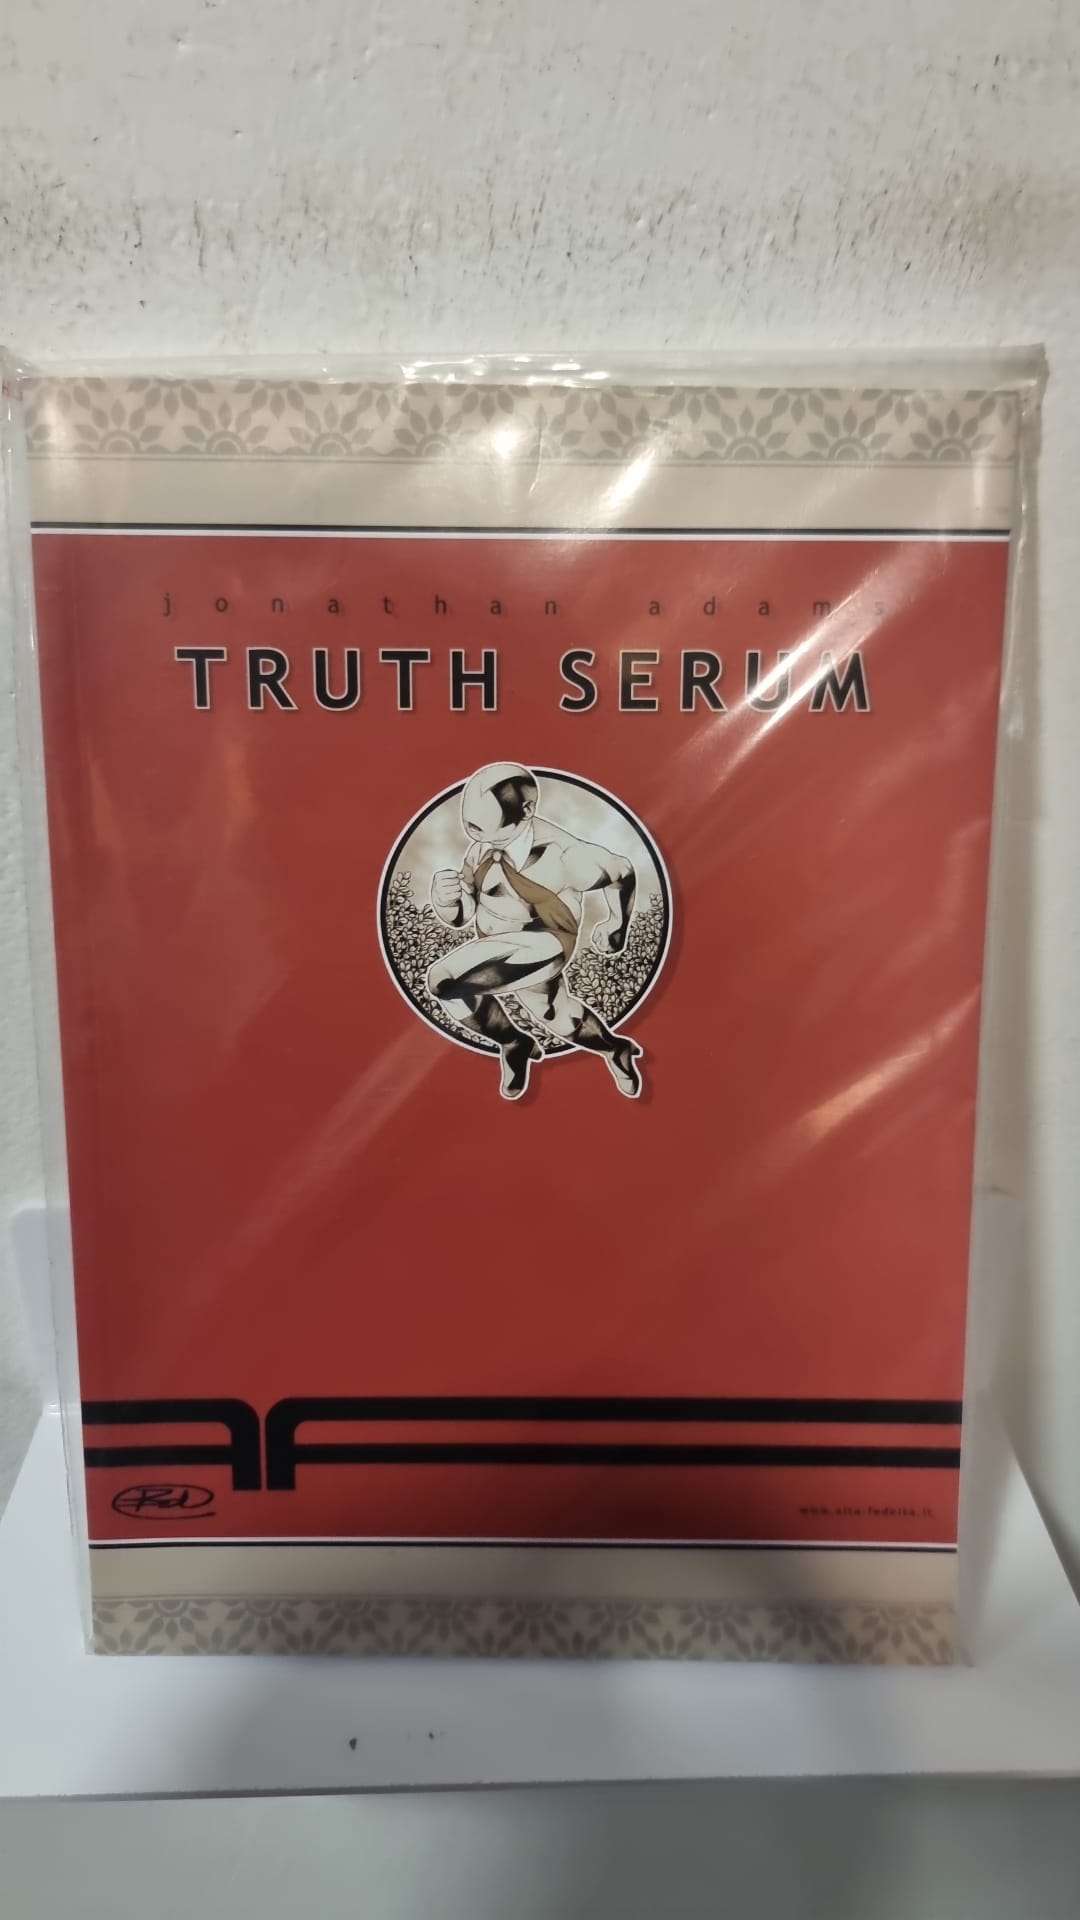 jonathan adams
TRUTH SERUM
www.alta-fedelta.it